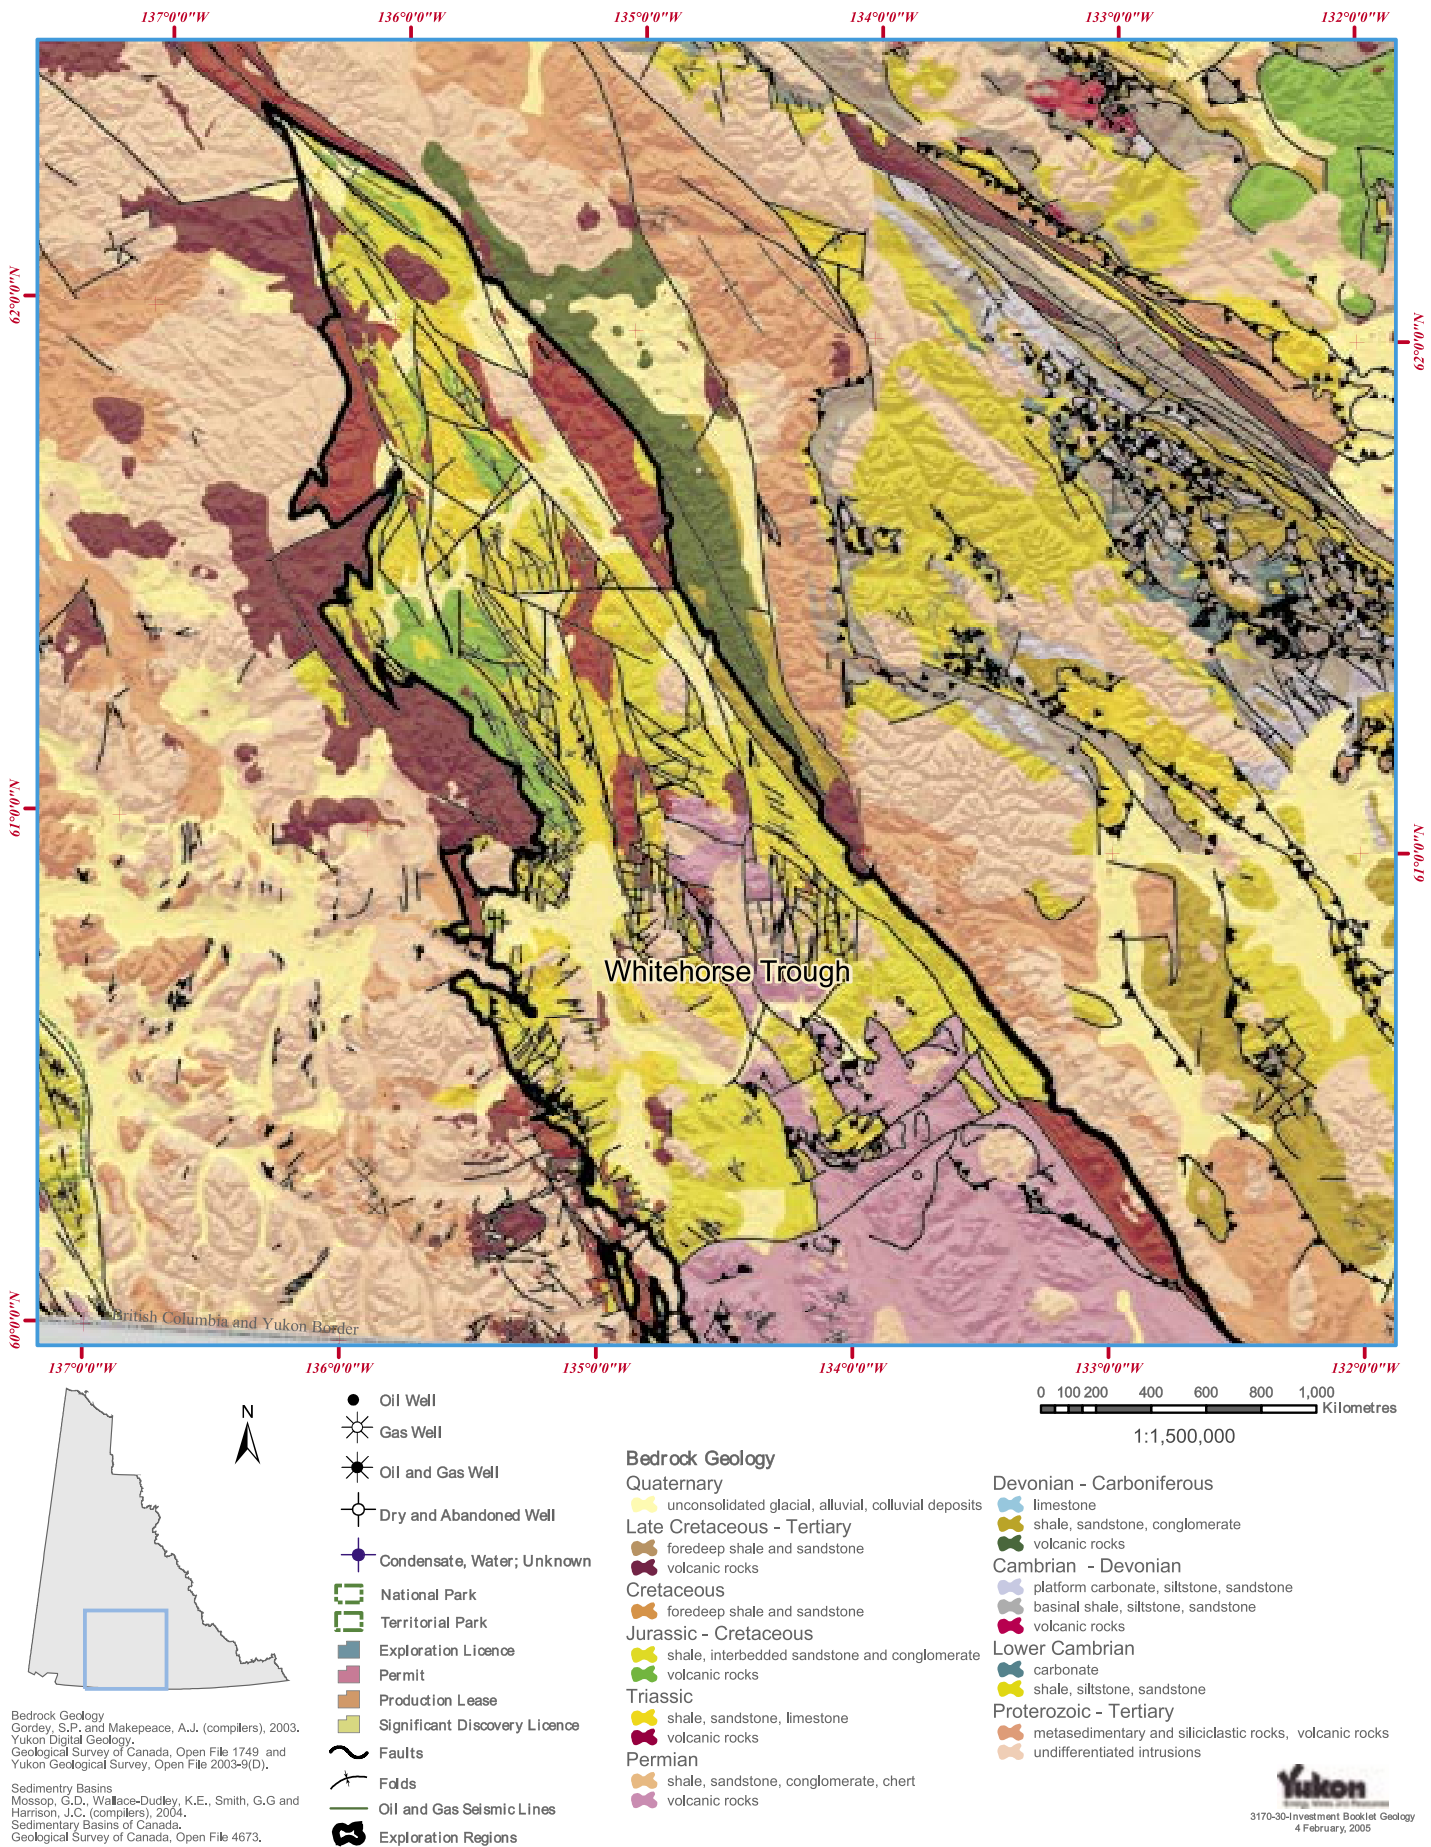 137°0'0"W 136°0'0"W 135°0'0"W 134°0'0"W 133°0'0"W 132°0'0"W
62°0'0"N
62°0'0"N
61°0'0"N
61°0'0"N
60°0'0"N
Whitehorse Trough
British Columbia and Yukon Border
137°0'0"W 136°0'0"W 135°0'0"W 134°0'0"W 133°0'0"W 132°0'0"W
N
Bedrock Geology
Gordey, S.P. and Makepeace, A.J. (compilers), 2003.
Yukon Digital Geology.
Geological Survey of Canada, Open File 1749 and
Yukon Geological Survey, Open File 2003-9(D).
Sedimentry Basins
Mossop, G.D., Wallace-Dudley, K.E., Smith, G.G and
Harrison, J.C. (compilers), 2004.
Sedimentary Basins of Canada.
Geological Survey of Canada, Open File 4673.
Oil Well
Gas Well
Oil and Gas Well
Dry and Abandoned Well
Condensate, Water; Unknown
National Park
Territorial Park
Exploration Licence
Permit
Production Lease
Significant Discovery Licence
Faults
Folds
Oil and Gas Seismic Lines
Exploration Regions
Bedrock Geology
Quaternary
unconsolidated glacial, alluvial, colluvial deposits
Late Cretaceous - Tertiary
foredeep shale and sandstone
volcanic rocks
Cretaceous
foredeep shale and sandstone
Jurassic - Cretaceous
shale, interbedded sandstone and conglomerate
volcanic rocks
Triassic
shale, sandstone, limestone
volcanic rocks
Permian
shale, sandstone, conglomerate, chert
volcanic rocks
0 100 200 400 600 800 1,000
Kilometres
1:1,500,000
Devonian - Carboniferous
limestone
shale, sandstone, conglomerate
volcanic rocks
Cambrian - Devonian
platform carbonate, siltstone, sandstone
basinal shale, siltstone, sandstone
volcanic rocks
Lower Cambrian
carbonate
shale, siltstone, sandstone
Proterozoic - Tertiary
metasedimentary and siliciclastic rocks, volcanic rocks
undifferentiated intrusions
Yukon
Energy, Mines and Resources
3170-30-Investment Booklet Geology
4 February, 2005